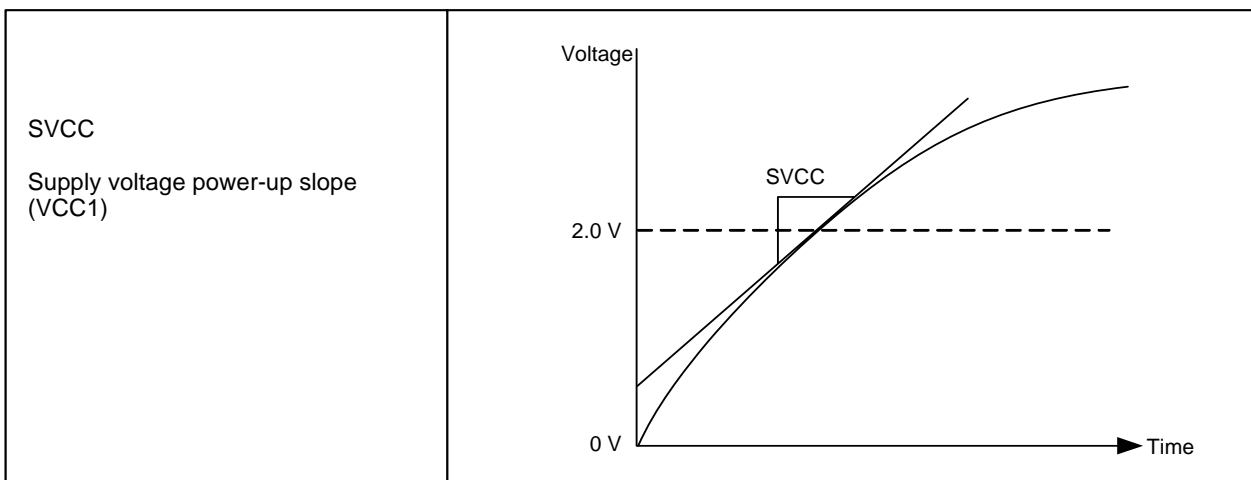 SVCC
Supply voltage power-up slope
(VCC1)
Voltage
SVCC
2.0 V
0 V
Time